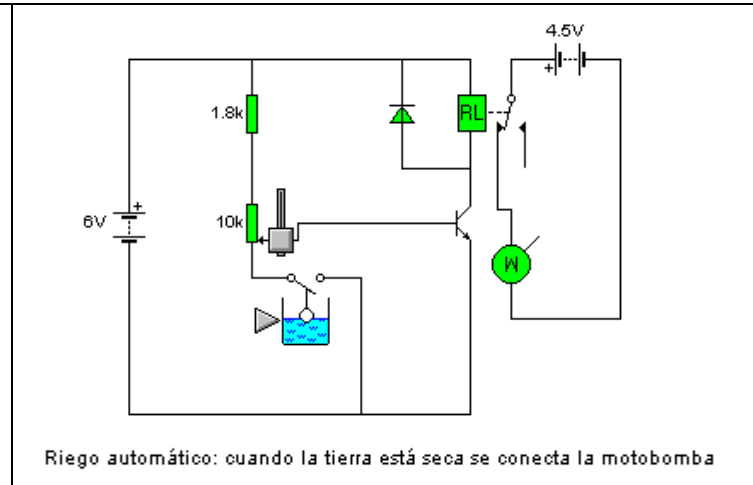 4.5V
+
1.8k
RL
+
6V
10k
M
Riego automático: cuando la tierra está seca se conecta la motobomba